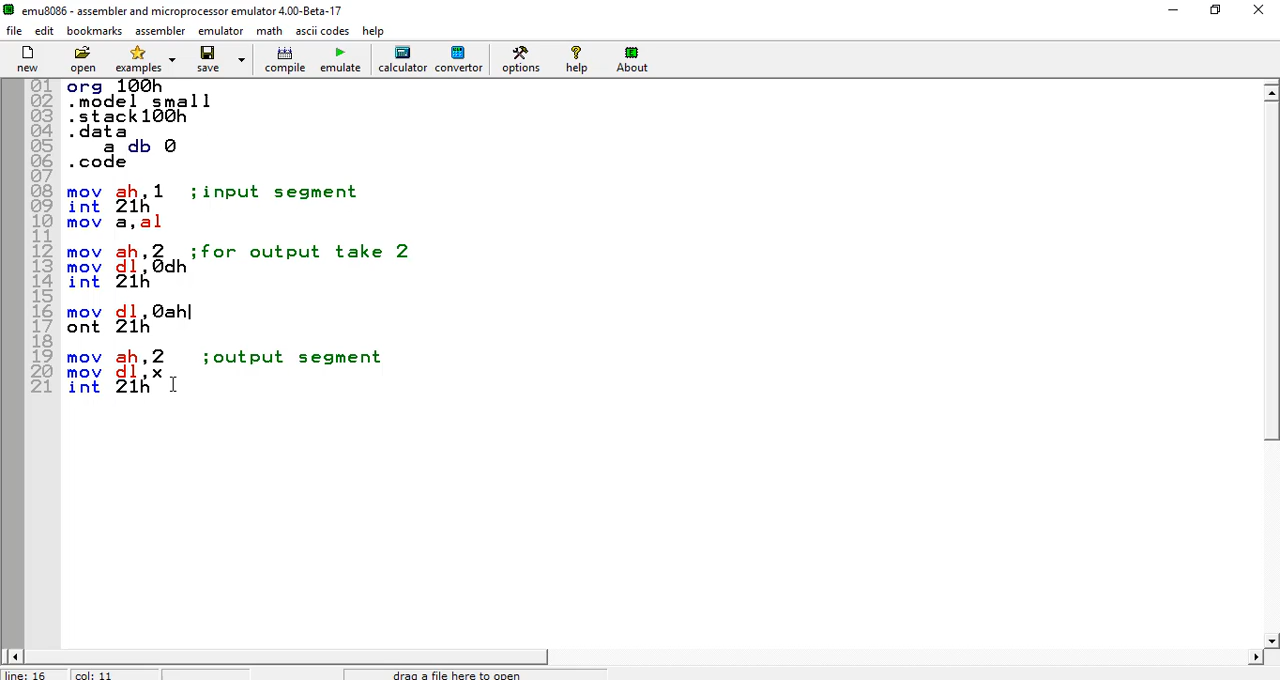 emu8086 - assembler and microprocessor emulator 4.00-Beta-17
file edit bookmarks assembler emulator math ascii codes help
new open examples save compile emulate calculator convertor options help About
01 org 100h
02 .model small
03 .stack100h
04 .data
05 a db 0
06 .code
07
08 mov ah,1 ;input segment
09 int 21h
10 mov a,al
11
12 mov ah,2 ;for output take 2
13 mov dl,0dh
14 int 21h
15
16 mov dl,0ah
17 ont 21h
18
19 mov ah,2 ;output segment
20 mov dl,x
21 int 21h
line: 16 col: 11 drag a file here to open